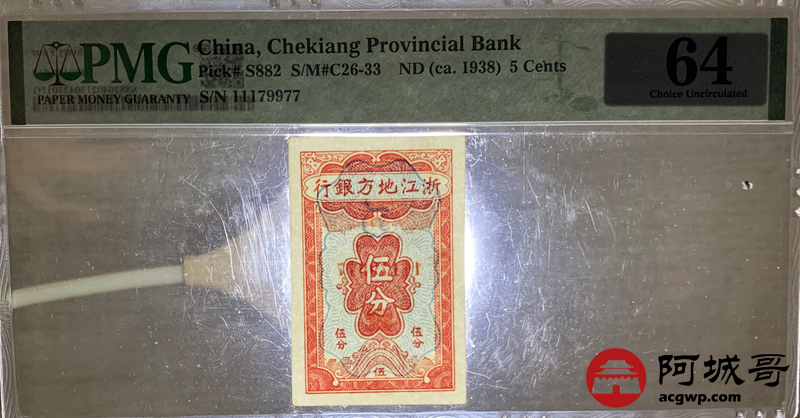 PMG
PAPER MONEY GUARANTY
China, Chekiang Provincial Bank
Pick# S882 S/M#C26-33 ND (ca. 1938) 5 Cents
S/N 11179977
64
Choice Uncirculated
行銀方地江浙
伍分
伍分
伍分
伍
阿城哥
acgwp.com